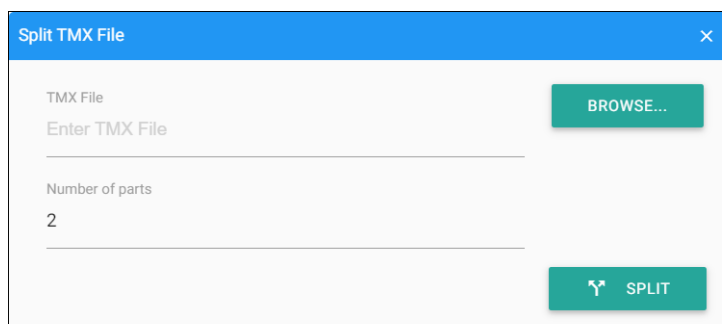 Split TMX File
TMX File
Enter TMX File
BROWSE...
Number of parts
2
SPLIT